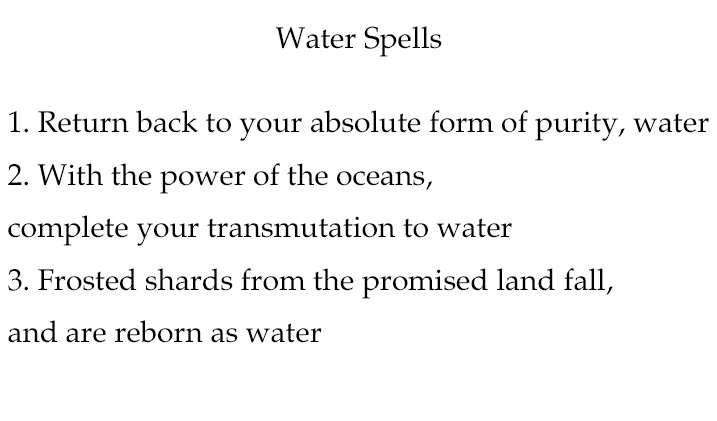 Water Spells
1. Return back to your absolute form of purity, water
2. With the power of the oceans,
complete your transmutation to water
3. Frosted shards from the promised land fall,
and are reborn as water